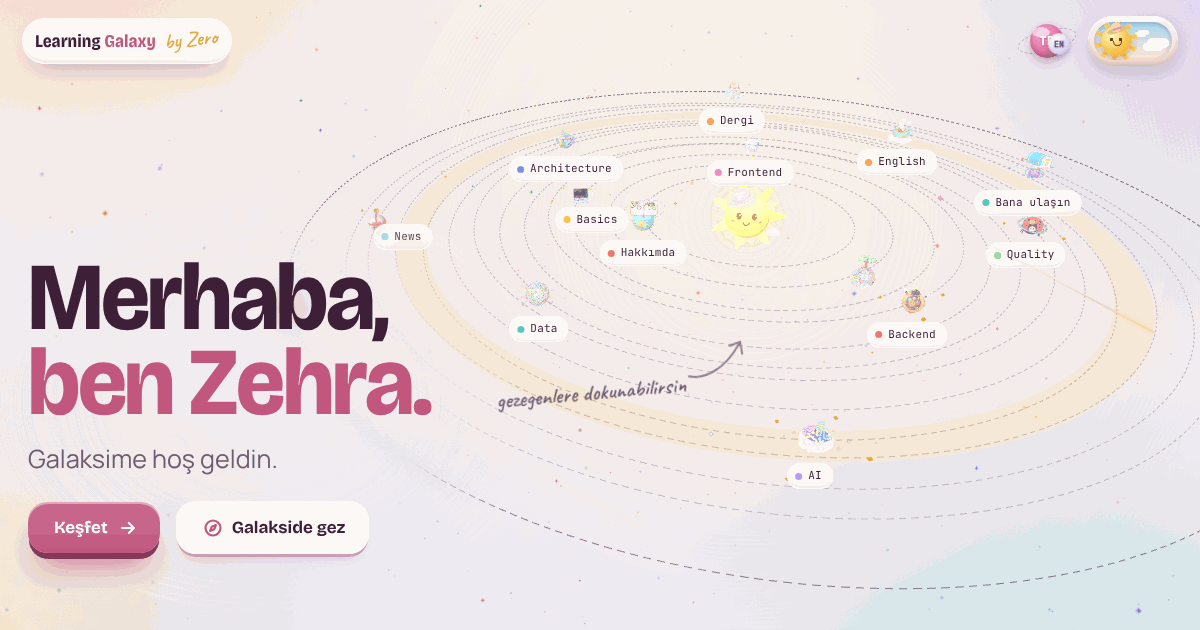 Learning Galaxy by Zero
EN
Dergi
Architecture
Frontend
English
Bana ulaşın
Basics
News
Hakkımda
Quality
Merhaba,
ben Zehra.
Data
Backend
gezegenlere dokunabilirsin
Galaksime hoş geldin.
AI
Keşfet →
Galakside gez